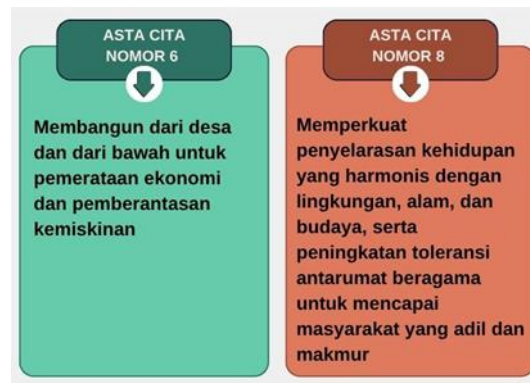 ASTA CITA
NOMOR 6
Membangun dari desa
dan dari bawah untuk
pemerataan ekonomi
dan pemberantasan
kemiskinan
ASTA CITA
NOMOR 8
Memperkuat
penyelarasan kehidupan
yang harmonis dengan
lingkungan, alam, dan
budaya, serta
peningkatan toleransi
antarumat beragama
untuk mencapai
masyarakat yang adil dan
makmur